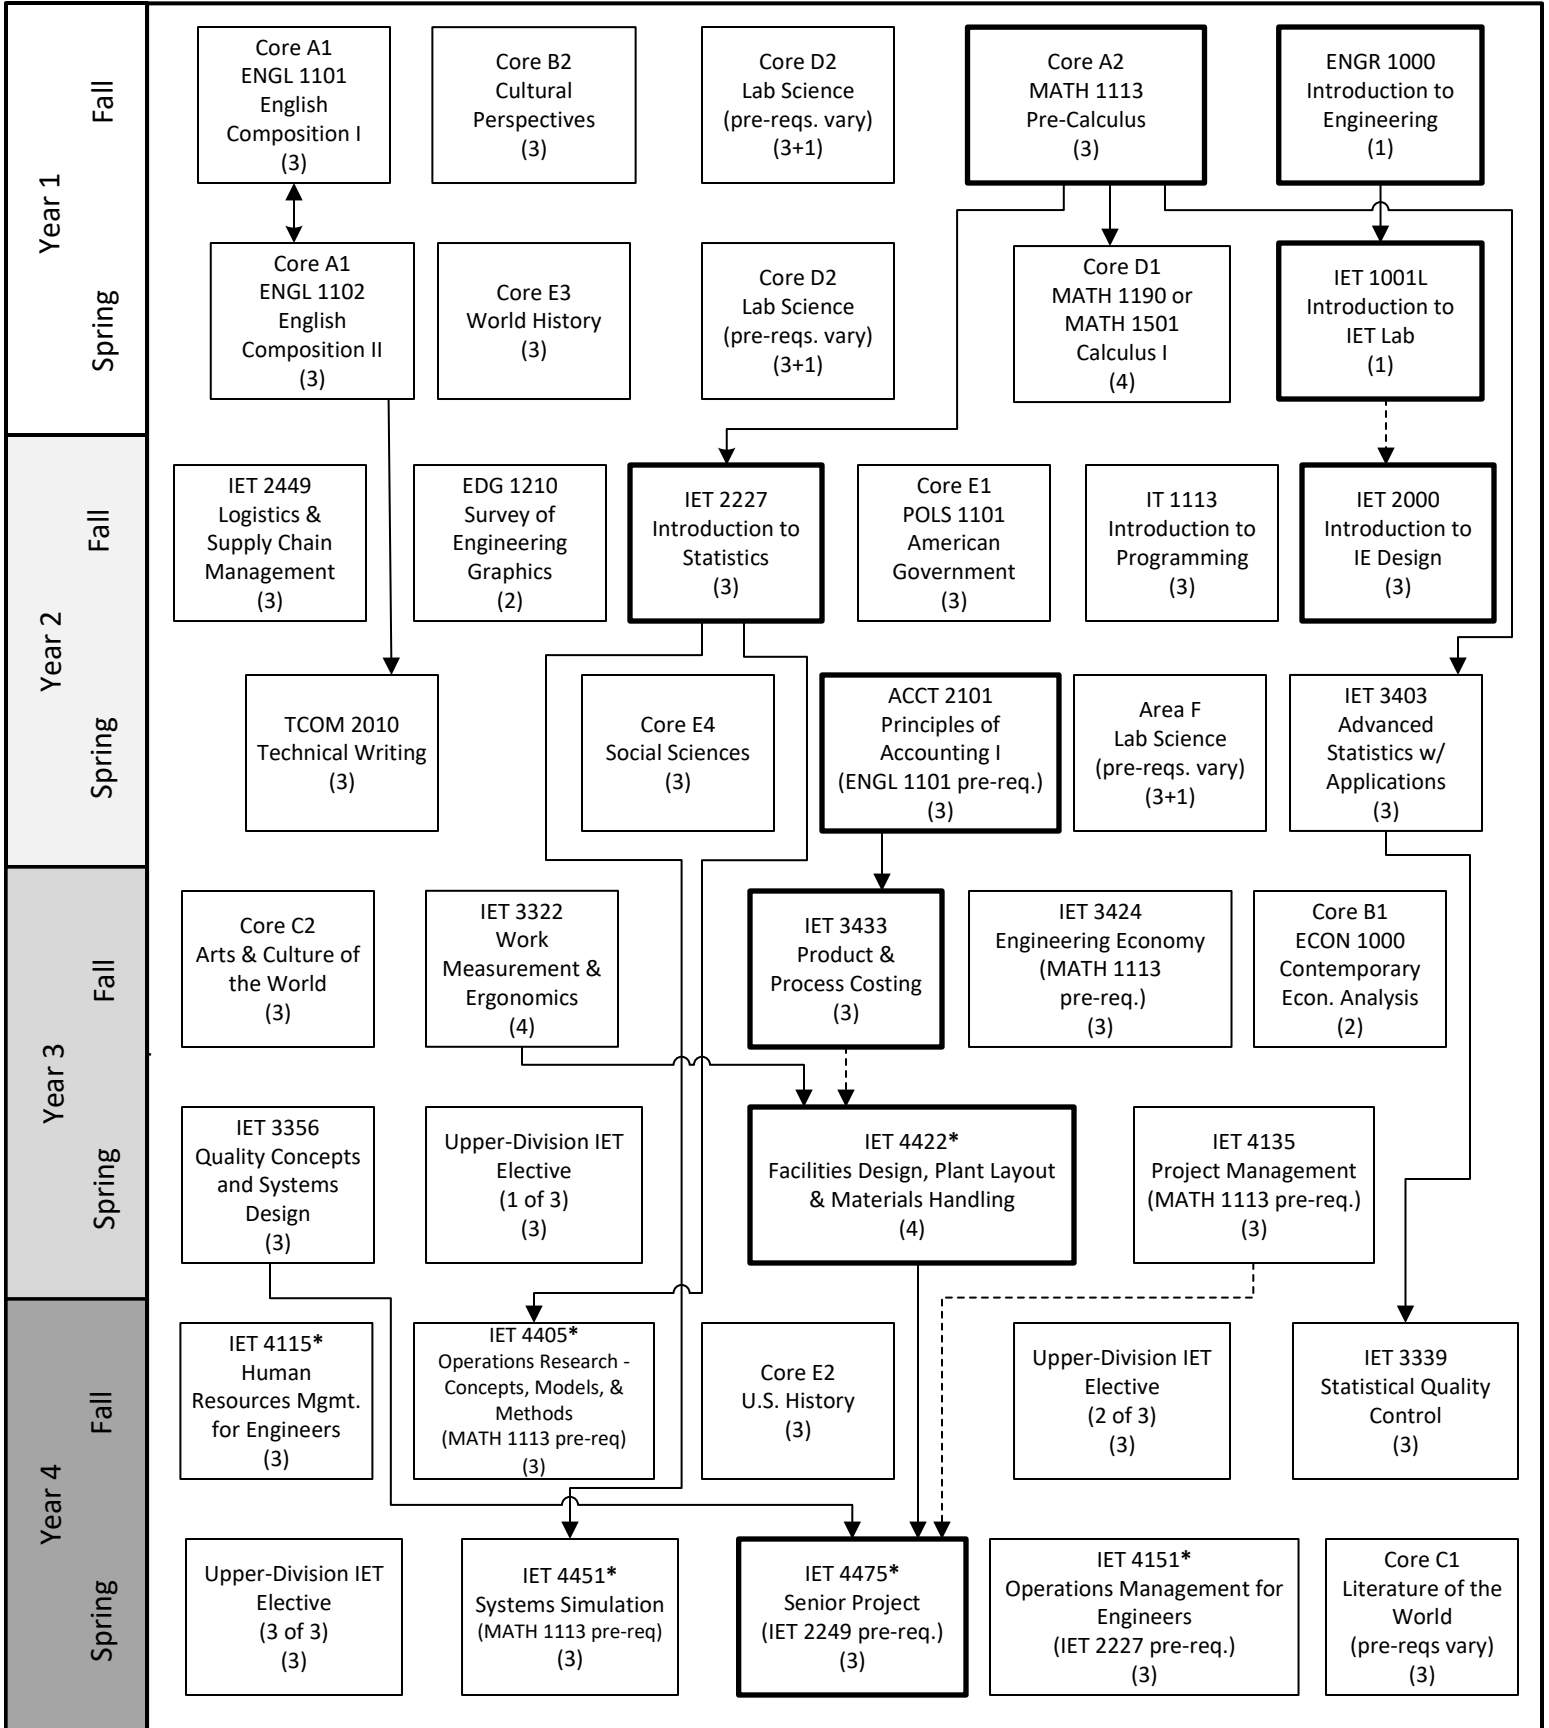 Year 1
Fall
Core A1
ENGL 1101
English
Composition I
(3)
Core B2
Cultural
Perspectives
(3)
Core D2
Lab Science
(pre-reqs. vary)
(3+1)
Core A2
MATH 1113
Pre-Calculus
(3)
ENGR 1000
Introduction to
Engineering
(1)
Spring
Core A1
ENGL 1102
English
Composition II
(3)
Core E3
World History
(3)
Core D2
Lab Science
(pre-reqs. vary)
(3+1)
Core D1
MATH 1190 or
MATH 1501
Calculus I
(4)
IET 1001L
Introduction to
IET Lab
(1)
Year 2
Fall
IET 2449
Logistics &
Supply Chain
Management
(3)
EDG 1210
Survey of
Engineering
Graphics
(2)
IET 2227
Introduction to
Statistics
(3)
Core E1
POLS 1101
American
Government
(3)
IT 1113
Introduction to
Programming
(3)
IET 2000
Introduction to
IE Design
(3)
Spring
TCOM 2010
Technical Writing
(3)
Core E4
Social Sciences
(3)
ACCT 2101
Principles of
Accounting I
(ENGL 1101 pre-req.)
(3)
Area F
Lab Science
(pre-reqs. vary)
(3+1)
IET 3403
Advanced
Statistics w/
Applications
(3)
Year 3
Fall
Core C2
Arts & Culture of
the World
(3)
IET 3322
Work
Measurement &
Ergonomics
(4)
IET 3433
Product &
Process Costing
(3)
IET 3424
Engineering Economy
(MATH 1113
pre-req.)
(3)
Core B1
ECON 1000
Contemporary
Econ. Analysis
(2)
Spring
IET 3356
Quality Concepts
and Systems
Design
(3)
Upper-Division IET
Elective
(1 of 3)
(3)
IET 4422*
Facilities Design, Plant Layout
& Materials Handling
(4)
IET 4135
Project Management
(MATH 1113 pre-req.)
(3)
Year 4
Fall
IET 4115*
Human
Resources Mgmt.
for Engineers
(3)
IET 4405*
Operations Research -
Concepts, Models, &
Methods
(MATH 1113 pre-req)
(3)
Core E2
U.S. History
(3)
Upper-Division IET
Elective
(2 of 3)
(3)
IET 3339
Statistical Quality
Control
(3)
Spring
Upper-Division IET
Elective
(3 of 3)
(3)
IET 4451*
Systems Simulation
(MATH 1113 pre-req)
(3)
IET 4475*
Senior Project
(IET 2249 pre-req.)
(3)
IET 4151*
Operations Management for
Engineers
(IET 2227 pre-req.)
(3)
Core C1
Literature of the
World
(pre-reqs vary)
(3)